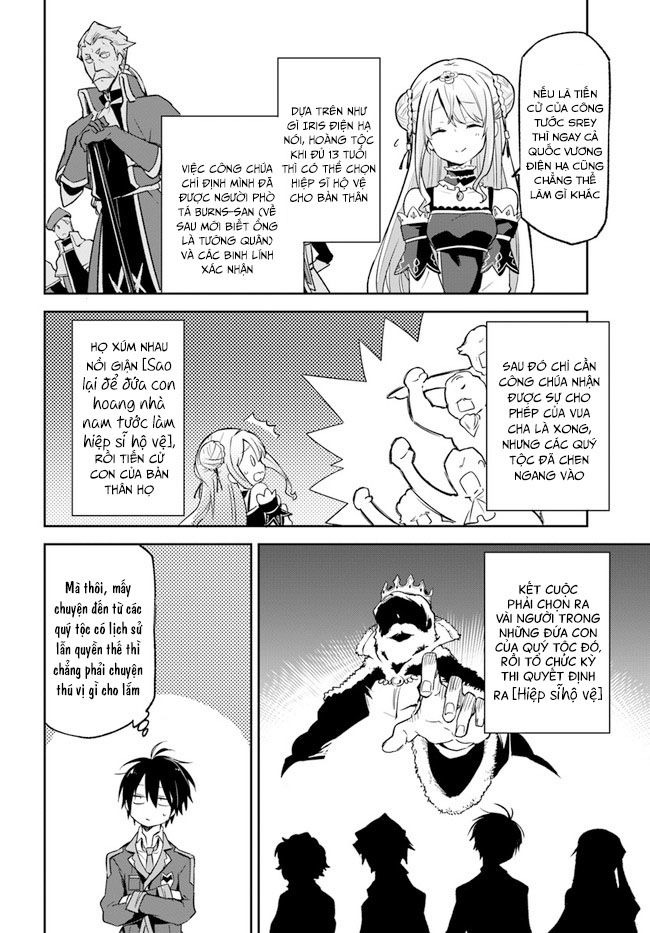 NẾU LÀ TIẾN
CỬ CỦA CÔNG
TƯỚC SREY
THÌ NGAY CẢ
QUỐC VƯƠNG
ĐIỆN HẠ CŨNG
CHẲNG THỂ
LÀM GÌ KHÁC
DỰA TRÊN NHƯ
GÌ IRIS ĐIỆN HẠ
NÓI, HOÀNG TỘC
KHI ĐỦ 13 TUỔI
THÌ CÓ THỂ CHỌN
HIỆP SĨ HỘ VỆ
CHO BẢN THÂN
VIỆC CÔNG CHÚA
CHỈ ĐỊNH MÌNH ĐÃ
ĐƯỢC NGƯỜI PHÒ
TÁ BURNS-SAN (VỀ
SAU MỚI BIẾT ỔNG
LÀ TƯỚNG QUÂN)
VÀ CÁC BINH LÍNH
XÁC NHẬN
SAU ĐÓ CHỈ CẦN
CÔNG CHÚA NHẬN
ĐƯỢC SỰ CHO
PHÉP CỦA VUA
CHA LÀ XONG,
NHƯNG CÁC QUÝ
TỘC ĐÃ CHEN
NGANG VÀO
HỌ XÚM NHAU
NỔI GIẬN [Sao
lại để đứa con
hoang nhà
nam tước làm
hiệp sĩ hộ vệ],
RỒI TIẾN CỬ
CON CỦA BẢN
THÂN HỌ
KẾT CUỘC
PHẢI CHỌN RA
VÀI NGƯỜI TRONG
NHỮNG ĐỨA CON
CỦA QUÝ TỘC ĐÓ,
RỒI TỔ CHỨC KỲ
THI QUYẾT ĐỊNH
RA [Hiệp sĩ hộ vệ]
Mà thôi, mấy
chuyện đến từ các
quý tộc có lịch sử
lẫn quyền thế thì
chẳng phải chuyện
thú vị gì cho lắm